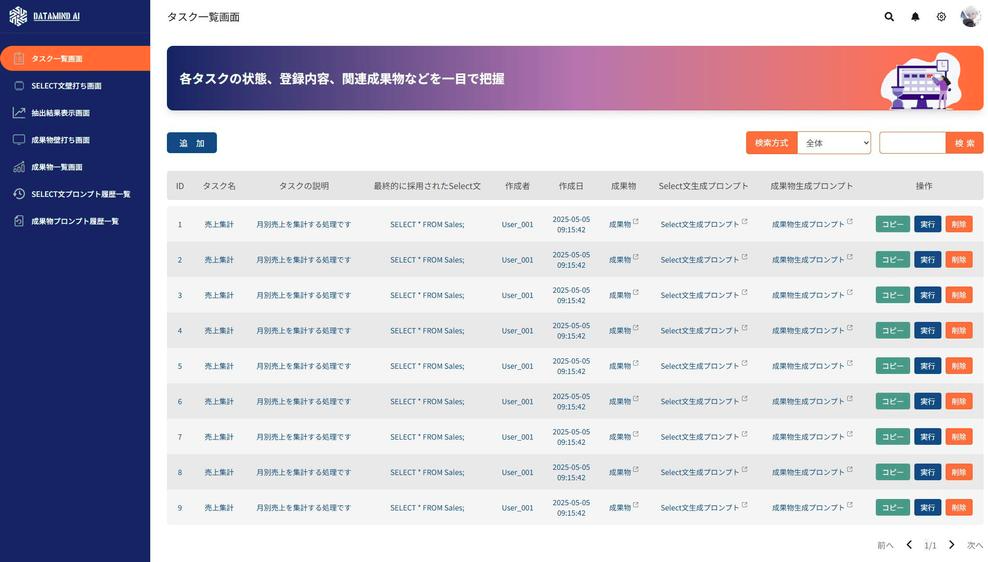 DATAMIND AI
タスク一覧画面
タスク一覧画面
SELECT文壁打ち画面
抽出結果表示画面
成果物壁打ち画面
成果物一覧画面
SELECT文プロンプト履歴一覧
成果物プロンプト履歴一覧
各タスクの状態、登録内容、関連成果物などを一目で把握
追 加
検索方式 全体 検 索
ID タスク名 タスクの説明 最終的に採用されたSelect文 作成者 作成日 成果物 Select文生成プロンプト 成果物生成プロンプト 操作
1 売上集計 月別売上を集計する処理です SELECT * FROM Sales; User_001 2025-05-05 09:15:42 成果物 Select文生成プロンプト 成果物生成プロンプト コピー 実行 削除
2 売上集計 月別売上を集計する処理です SELECT * FROM Sales; User_001 2025-05-05 09:15:42 成果物 Select文生成プロンプト 成果物生成プロンプト コピー 実行 削除
3 売上集計 月別売上を集計する処理です SELECT * FROM Sales; User_001 2025-05-05 09:15:42 成果物 Select文生成プロンプト 成果物生成プロンプト コピー 実行 削除
4 売上集計 月別売上を集計する処理です SELECT * FROM Sales; User_001 2025-05-05 09:15:42 成果物 Select文生成プロンプト 成果物生成プロンプト コピー 実行 削除
5 売上集計 月別売上を集計する処理です SELECT * FROM Sales; User_001 2025-05-05 09:15:42 成果物 Select文生成プロンプト 成果物生成プロンプト コピー 実行 削除
6 売上集計 月別売上を集計する処理です SELECT * FROM Sales; User_001 2025-05-05 09:15:42 成果物 Select文生成プロンプト 成果物生成プロンプト コピー 実行 削除
7 売上集計 月別売上を集計する処理です SELECT * FROM Sales; User_001 2025-05-05 09:15:42 成果物 Select文生成プロンプト 成果物生成プロンプト コピー 実行 削除
8 売上集計 月別売上を集計する処理です SELECT * FROM Sales; User_001 2025-05-05 09:15:42 成果物 Select文生成プロンプト 成果物生成プロンプト コピー 実行 削除
9 売上集計 月別売上を集計する処理です SELECT * FROM Sales; User_001 2025-05-05 09:15:42 成果物 Select文生成プロンプト 成果物生成プロンプト コピー 実行 削除
前へ 1/1 次へ